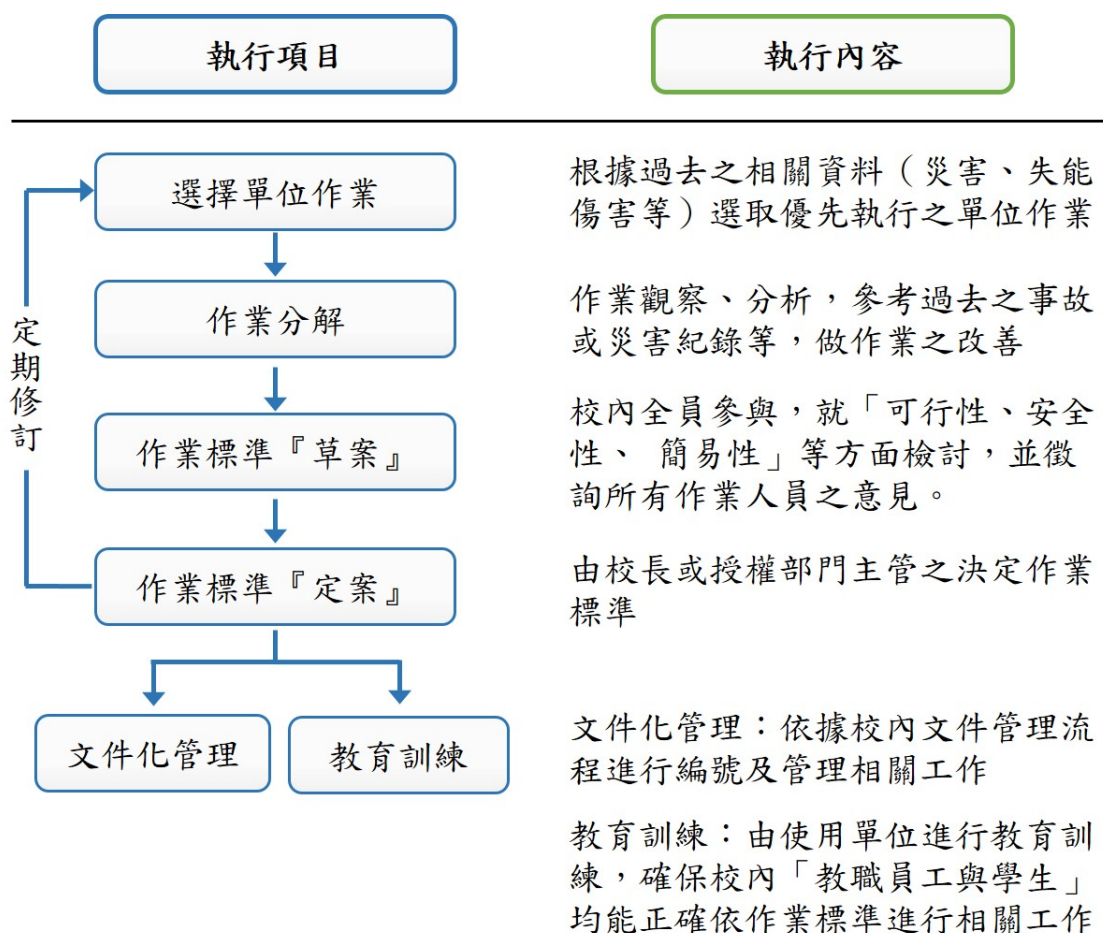 執行項目
執行內容
選擇單位作業
根據過去之相關資料（災害、失能
傷害等）選取優先執行之單位作業
作業分解
作業觀察、分析，參考過去之事故
或災害紀錄等，做作業之改善
定期修訂
作業標準『草案』
校內全員參與，就「可行性、安全
性、 簡易性」等方面檢討，並徵
詢所有作業人員之意見。
作業標準『定案』
由校長或授權部門主管之決定作業
標準
文件化管理
教育訓練
文件化管理：依據校內文件管理流
程進行編號及管理相關工作
教育訓練：由使用單位進行教育訓
練，確保校內「教職員工與學生」
均能正確依作業標準進行相關工作